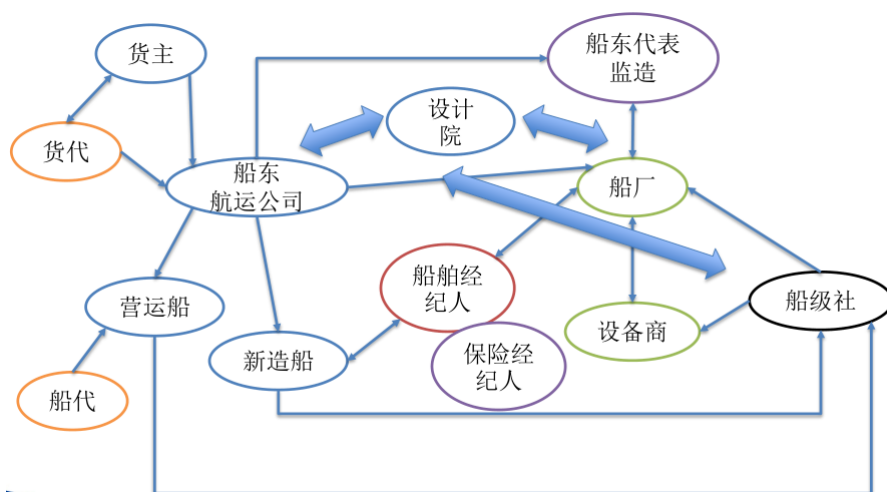 货主
船东代表
监造
设计
院
货代
船东
航运公司
船厂
船舶经
纪人
营运船
船级社
设备商
新造船
保险经
纪人
船代